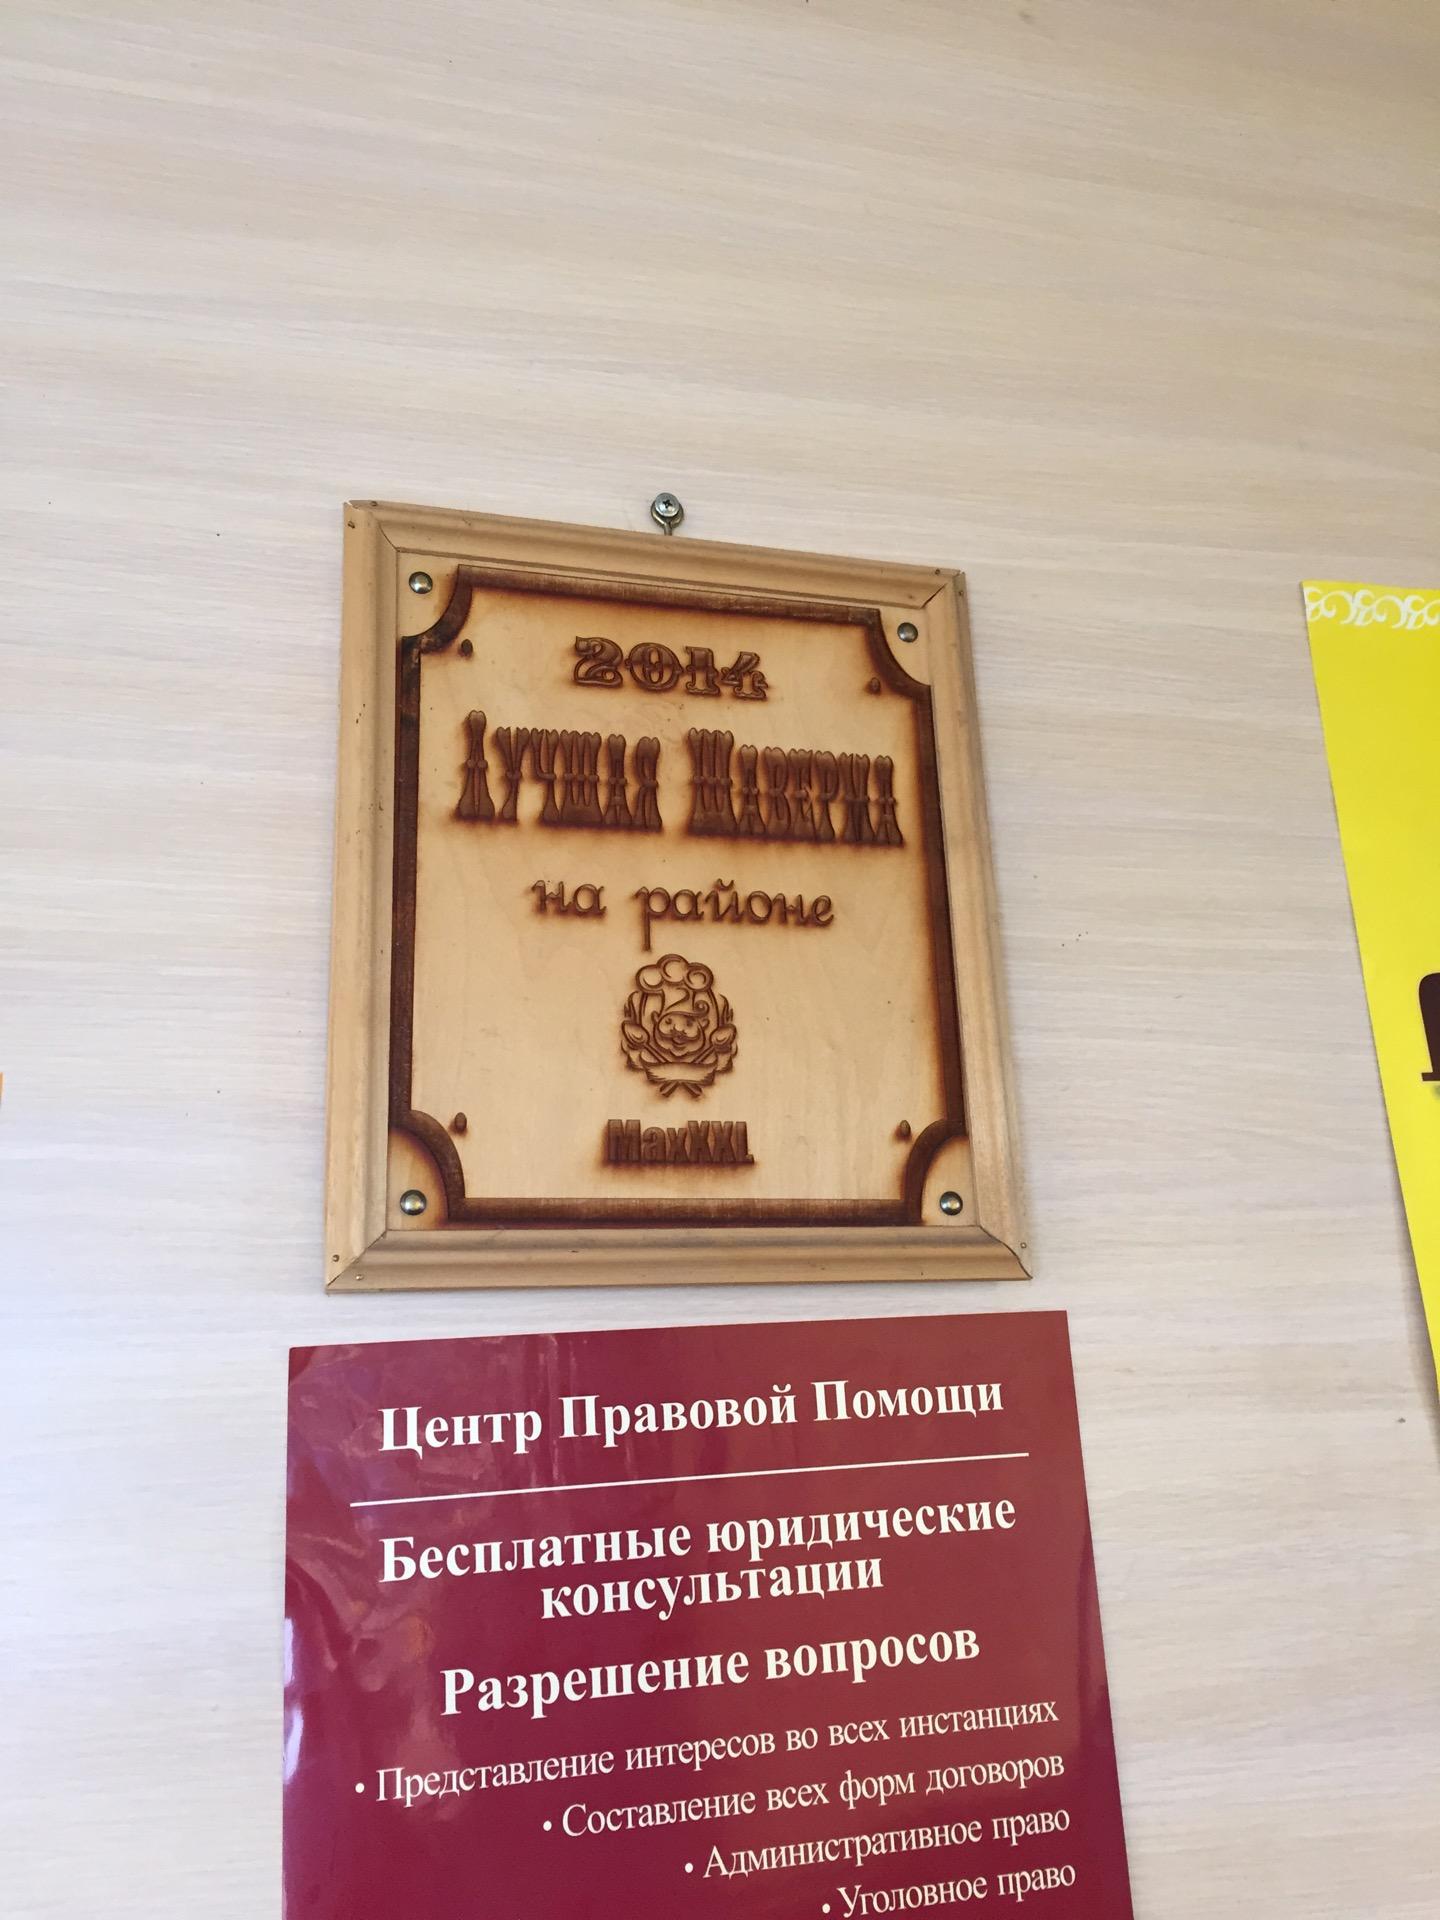 2014
Лучшая Шаверма
на районе
MaxXXL
Центр Правовой Помощи
Бесплатные юридические
консультации
Разрешение вопросов
• Представление интересов во всех инстанциях
• Составление всех форм договоров
• Административное право
• Уголовное право